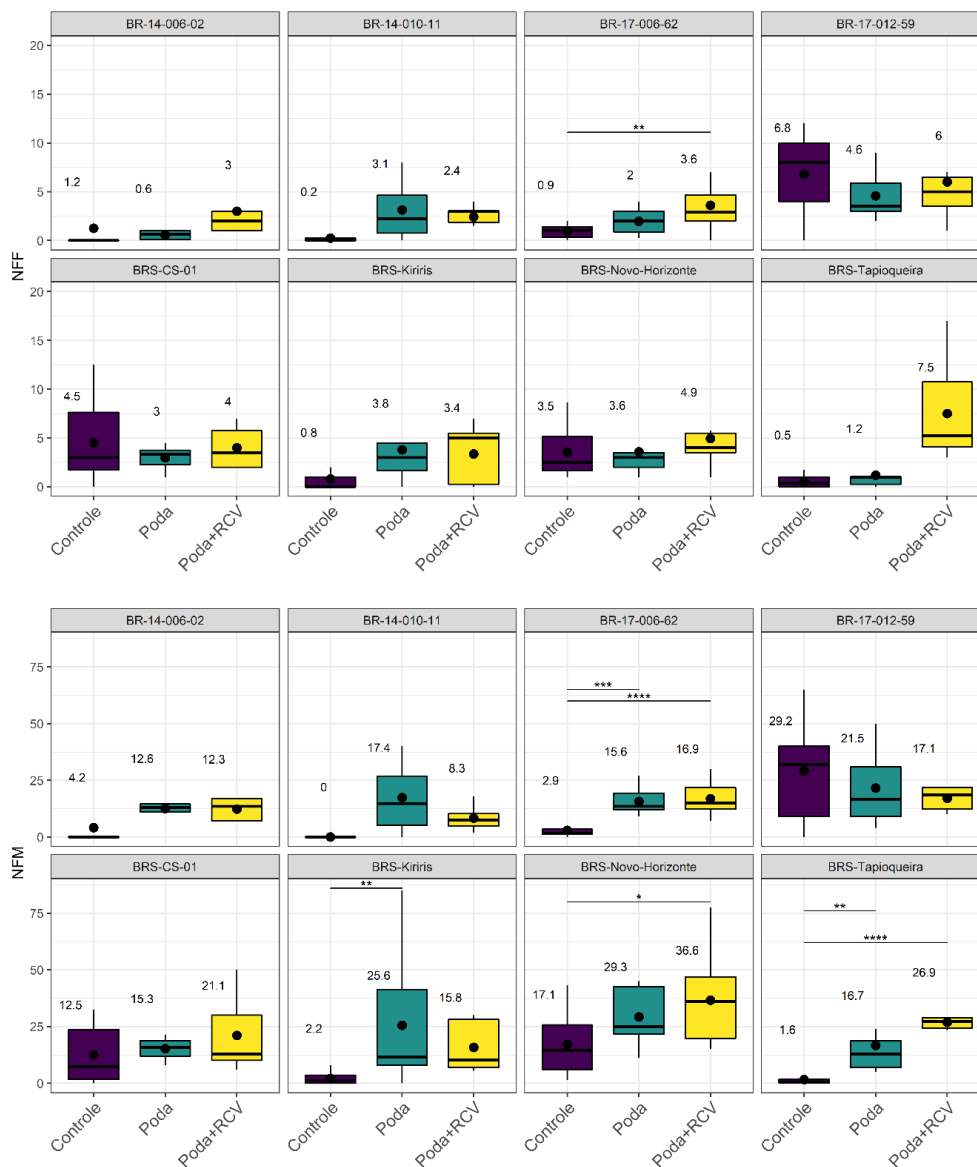 BR-14-006-02 BR-14-010-11 BR-17-006-62 BR-17-012-59
20
15
10
5
0
1.2 0.6 3
0.2 3.1 2.4
** 0.9 2 3.6
6.8 4.6 6
NFF
BRS-CS-01 BRS-Kiriris BRS-Novo-Horizonte BRS-Tapioqueira
20
15
10
5
0
4.5 3 4
0.8 3.8 3.4
3.5 3.6 4.9
0.5 1.2 7.5
Controle Poda Poda+RCV Controle Poda Poda+RCV Controle Poda Poda+RCV Controle Poda Poda+RCV
BR-14-006-02 BR-14-010-11 BR-17-006-62 BR-17-012-59
75
50
25
0
4.2 12.6 12.3
0 17.4 8.3
*** **** 2.9 15.6 16.9
29.2 21.5 17.1
NFM
BRS-CS-01 BRS-Kiriris BRS-Novo-Horizonte BRS-Tapioqueira
75
50
25
0
12.5 15.3 21.1
** 2.2 25.6 15.8
* 17.1 29.3 36.6
** **** 1.6 16.7 26.9
Controle Poda Poda+RCV Controle Poda Poda+RCV Controle Poda Poda+RCV Controle Poda Poda+RCV